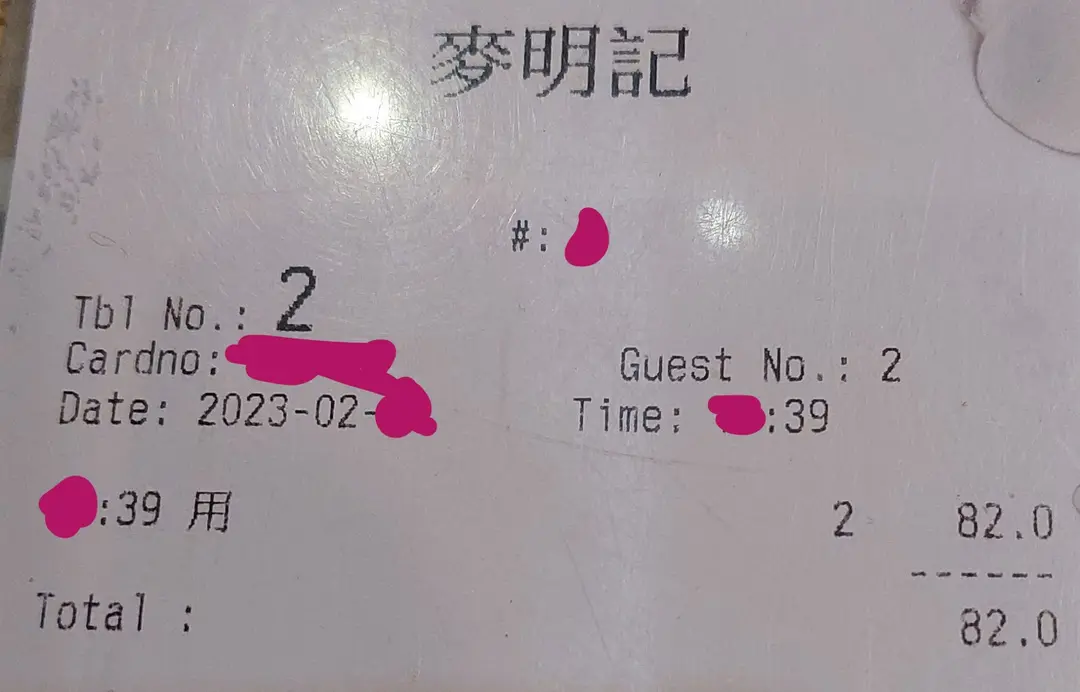 麥明記
#:
Tbl No.: 2
Cardno:
Guest No.: 2
Date: 2023-02-
Time: :39
:39 用 2 82.0
------
Total : 82.0